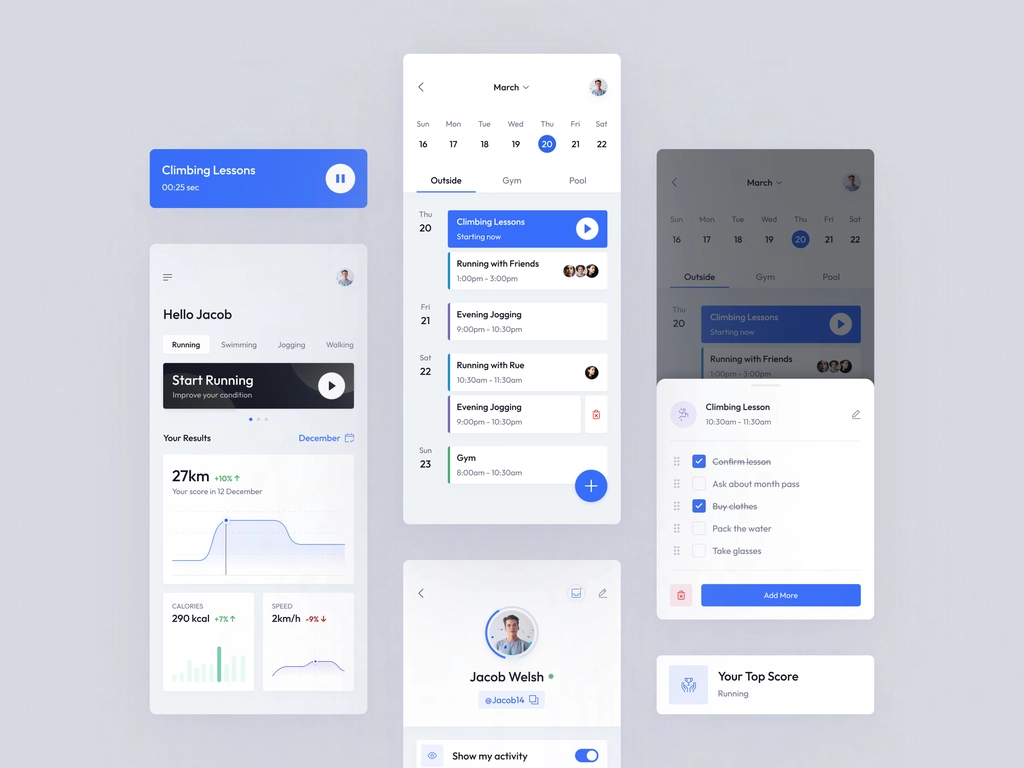 Climbing Lessons
00:25 sec
Hello Jacob
Running Swimming Jogging Walking
Start Running
Improve your condition
Your Results December
27km +10%
Your score in 12 December
CALORIES
290 kcal +7%
SPEED
2km/h -9%
March
Sun Mon Tue Wed Thu Fri Sat
16 17 18 19 20 21 22
Outside Gym Pool
Thu
20
Climbing Lessons
Starting now
Running with Friends
1:00pm - 3:00pm
Fri
21
Evening Jogging
9:00pm - 10:30pm
Sat
22
Running with Rue
10:30am - 11:30am
Evening Jogging
9:00pm - 10:30pm
Sun
23
Gym
8:00am - 10:30am
Jacob Welsh
@Jacob14
Show my activity
March
Sun Mon Tue Wed Thu Fri Sat
16 17 18 19 20 21 22
Outside Gym Pool
Thu
20
Climbing Lessons
Starting now
Running with Friends
1:00pm - 3:00pm
Climbing Lesson
10:30am - 11:30am
Confirm lesson
Ask about month pass
Buy clothes
Pack the water
Take glasses
Add More
Your Top Score
Running